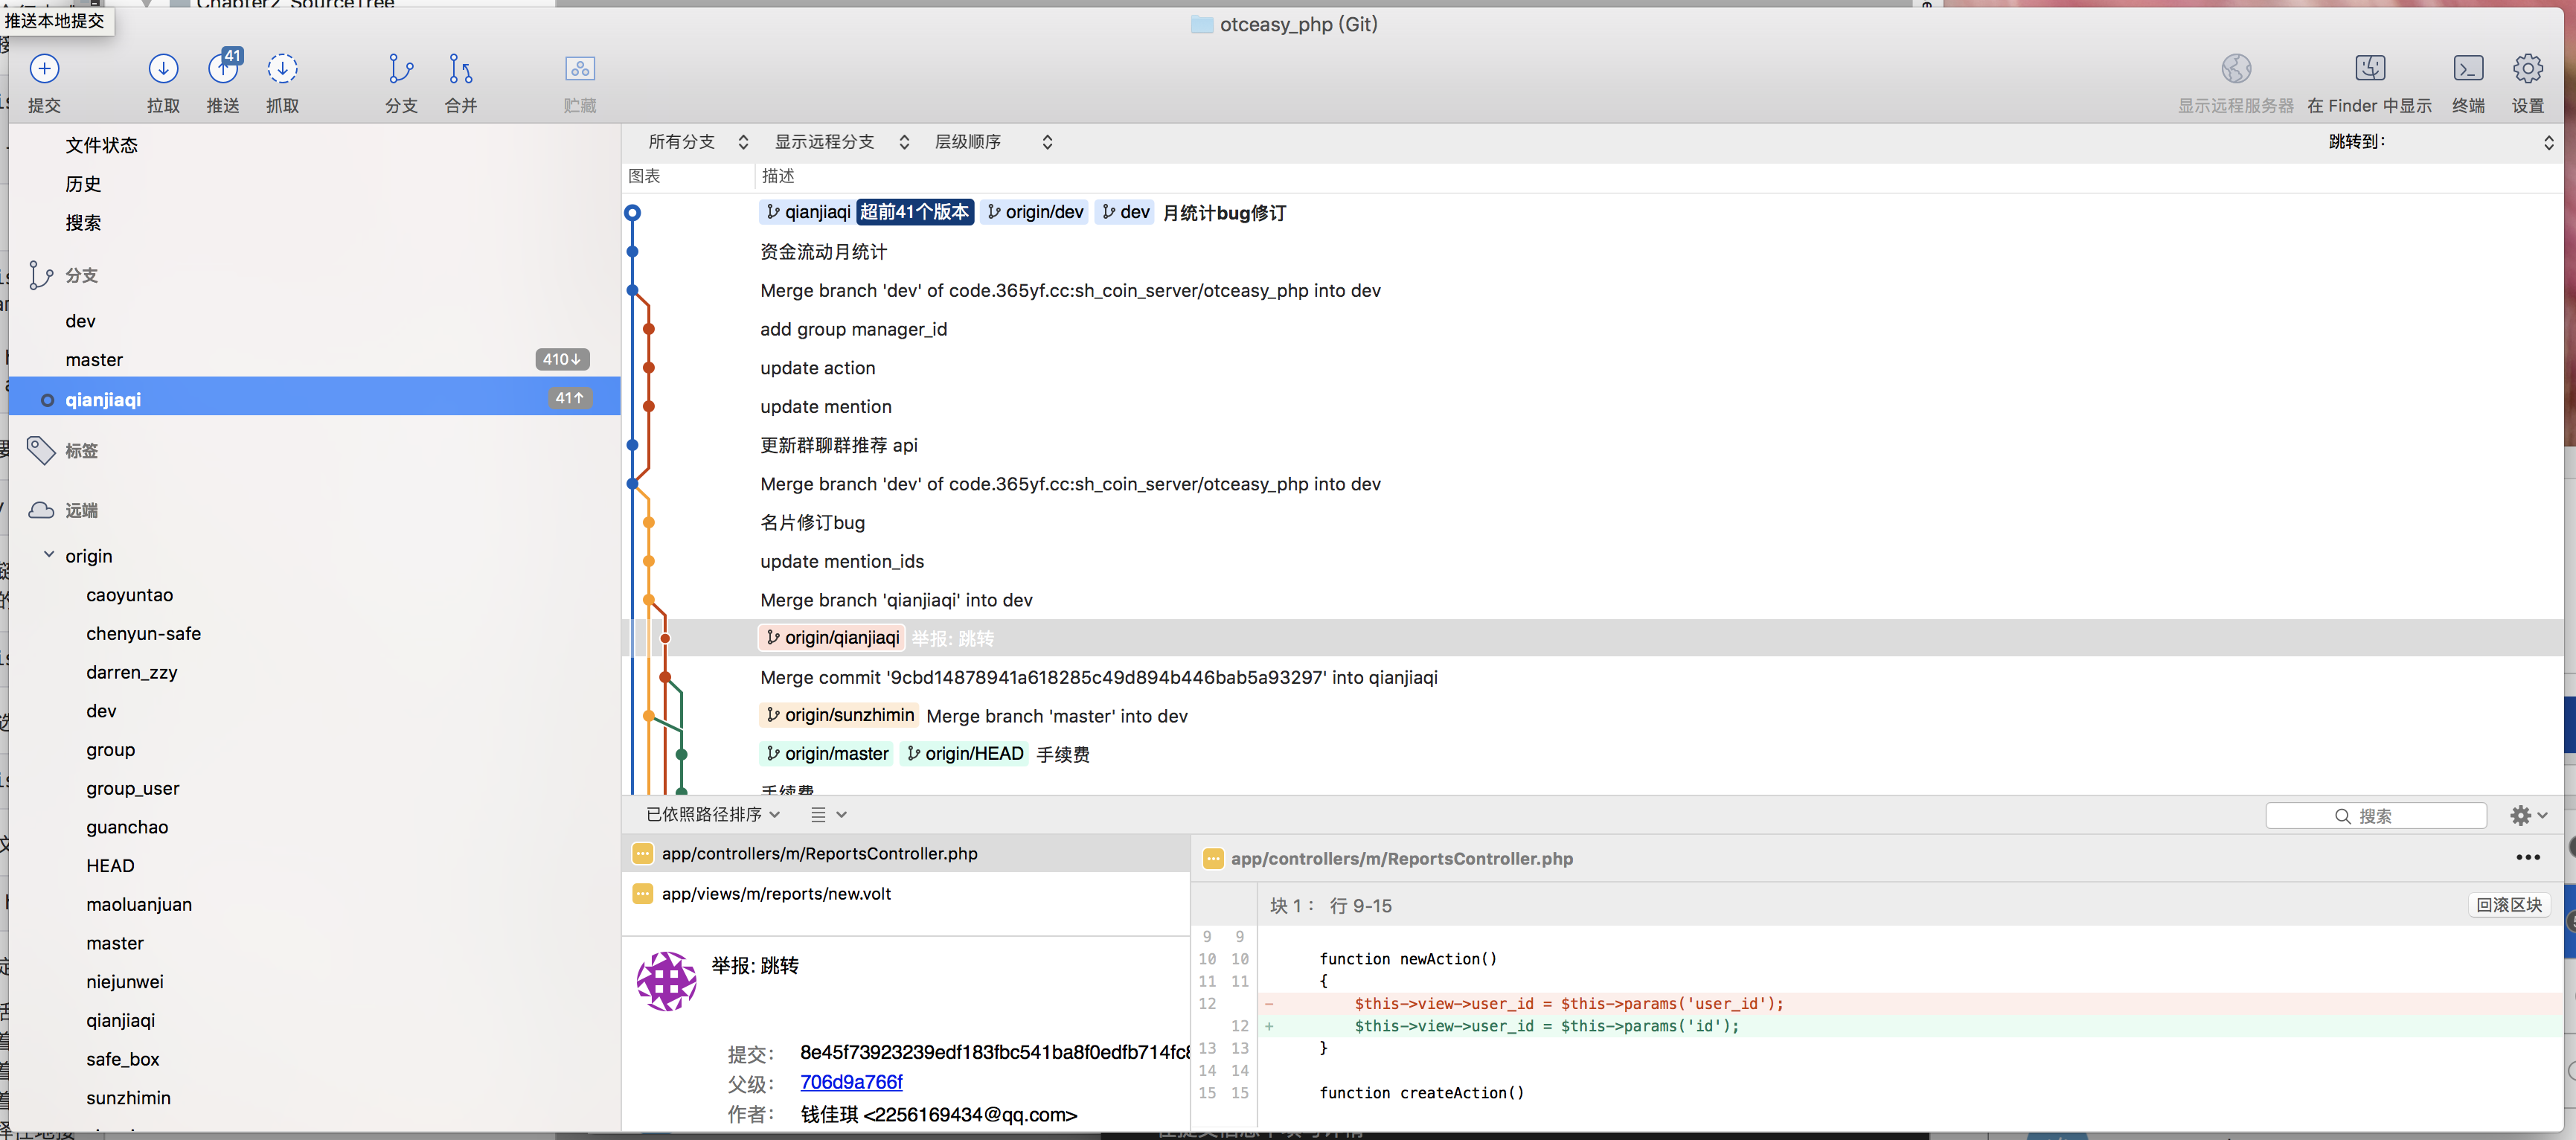 Chapter2 SourceTree
推送本地提交
otceasy_php (Git)
41
提交
拉取
推送
抓取
分支
合并
贮藏
显示远程服务器
在 Finder 中显示
终端
设置
文件状态
历史
搜索
分支
dev
master
410↓
qianjiaqi
41↑
标签
远端
origin
caoyuntao
chenyun-safe
darren_zzy
dev
group
group_user
guanchao
HEAD
maoluanjuan
master
niejunwei
qianjiaqi
safe_box
sunzhimin
所有分支
显示远程分支
层级顺序
跳转到：
图表
描述
qianjiaqi 超前41个版本 origin/dev dev 月统计bug修订
资金流动月统计
Merge branch 'dev' of code.365yf.cc:sh_coin_server/otceasy_php into dev
add group manager_id
update action
update mention
更新群聊群推荐 api
Merge branch 'dev' of code.365yf.cc:sh_coin_server/otceasy_php into dev
名片修订bug
update mention_ids
Merge branch 'qianjiaqi' into dev
origin/qianjiaqi 举报: 跳转
Merge commit '9cbd14878941a618285c49d894b446bab5a93297' into qianjiaqi
origin/sunzhimin Merge branch 'master' into dev
origin/master origin/HEAD 手续费
手续费
已依照路径排序
搜索
app/controllers/m/ReportsController.php
app/views/m/reports/new.volt
举报: 跳转
提交： 8e45f73923239edf183fbc541ba8f0edfb714fc8
父级： 706d9a766f
作者： 钱佳琪 <2256169434@qq.com>
app/controllers/m/ReportsController.php
块 1： 行 9-15
回滚区块
9 9
10 10 function newAction()
11 11 {
12 - $this->view->user_id = $this->params('user_id');
12 + $this->view->user_id = $this->params('id');
13 13 }
14 14
15 15 function createAction()